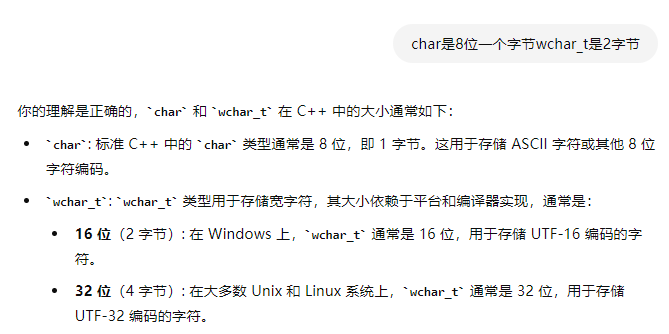 char是8位一个字节wchar_t是2字节
你的理解是正确的，`char` 和 `wchar_t` 在 C++ 中的大小通常如下：
• `char`: 标准 C++ 中的 `char` 类型通常是 8 位，即 1 字节。这用于存储 ASCII 字符或其他 8 位
字符编码。
• `wchar_t`: `wchar_t` 类型用于存储宽字符，其大小依赖于平台和编译器实现，通常是：
• 16 位（2 字节）: 在 Windows 上，`wchar_t` 通常是 16 位，用于存储 UTF-16 编码的字
符。
• 32 位（4 字节）: 在大多数 Unix 和 Linux 系统上，`wchar_t` 通常是 32 位，用于存储
UTF-32 编码的字符。